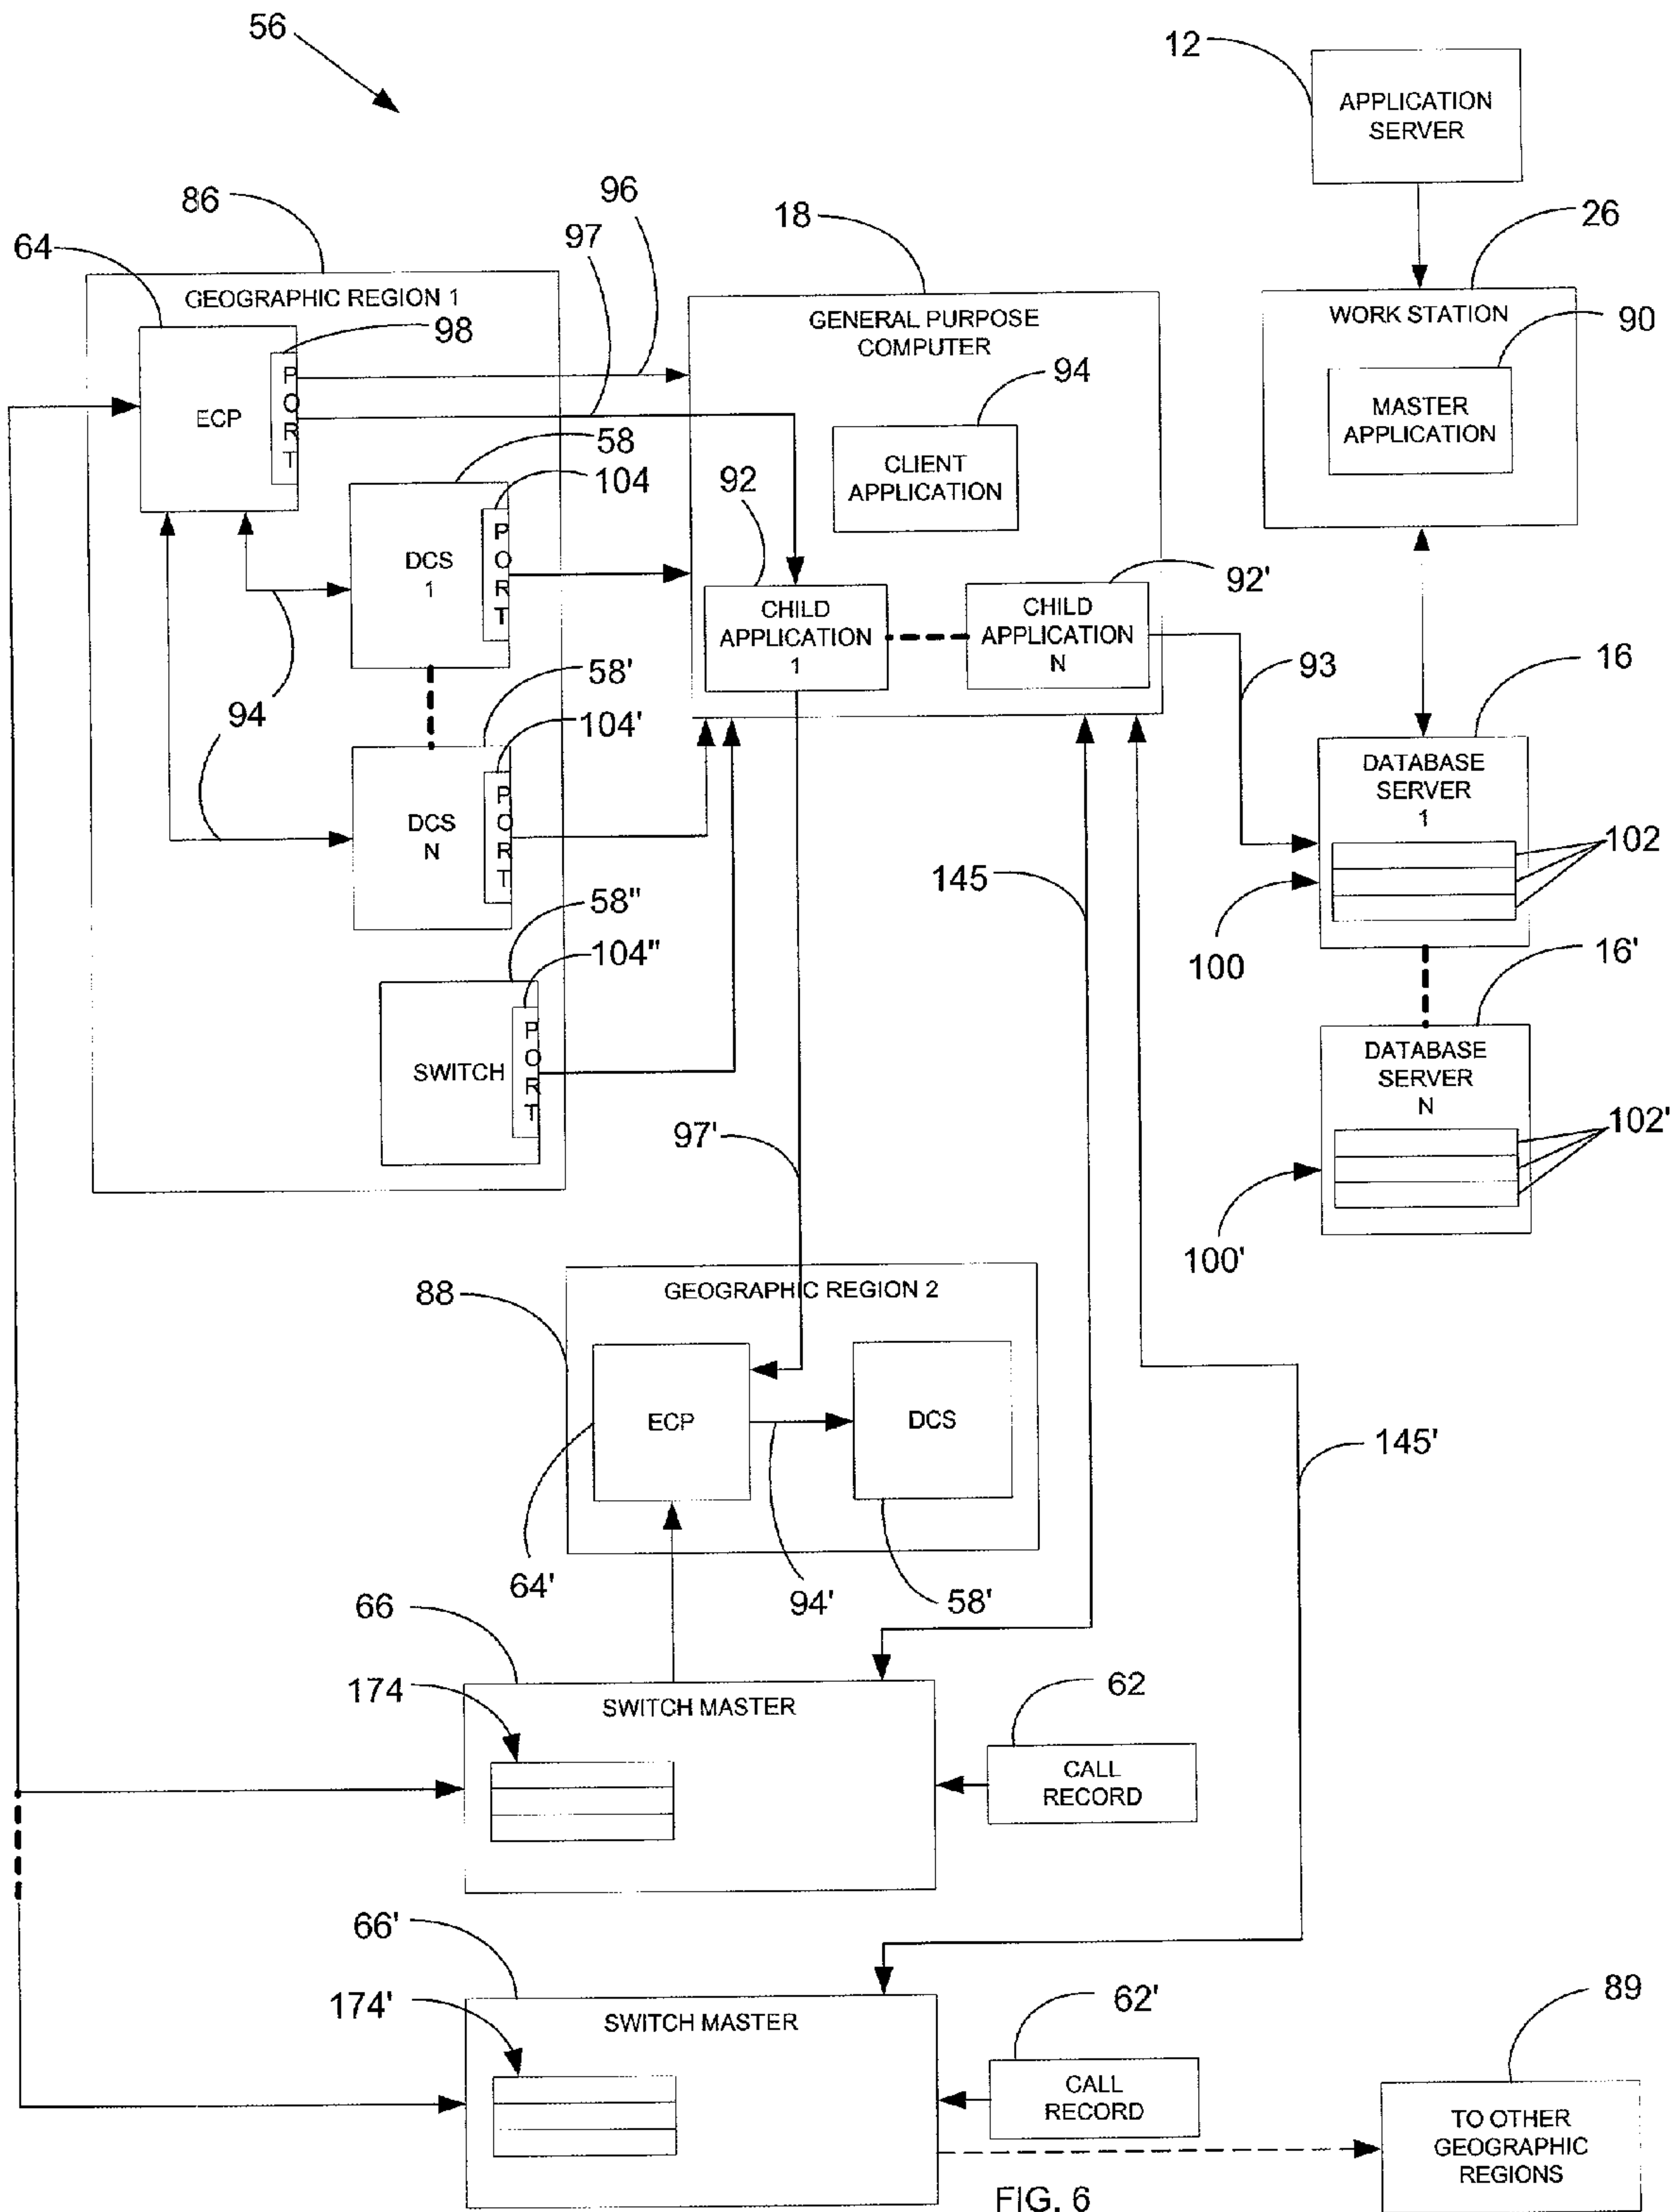 56
12
APPLICATION
SERVER
86
96
18
26
64
97
GEOGRAPHIC REGION 1
98
GENERAL PURPOSE
COMPUTER
WORK STATION
90
PORT
ECP
94
MASTER
APPLICATION
58
104
CLIENT
APPLICATION
92
DCS
1
PORT
92'
CHILD
APPLICATION
1
CHILD
APPLICATION
N
93
16
94
58'
104'
DATABASE
SERVER
1
DCS
N
PORT
102
145
58"
104"
100
16'
SWITCH
PORT
DATABASE
SERVER
N
102'
97'
100'
88
GEOGRAPHIC REGION 2
ECP
DCS
145'
64'
94'
58'
66
174
SWITCH MASTER
62
CALL
RECORD
66'
174'
SWITCH MASTER
62'
89
CALL
RECORD
TO OTHER
GEOGRAPHIC
REGIONS
FIG. 6